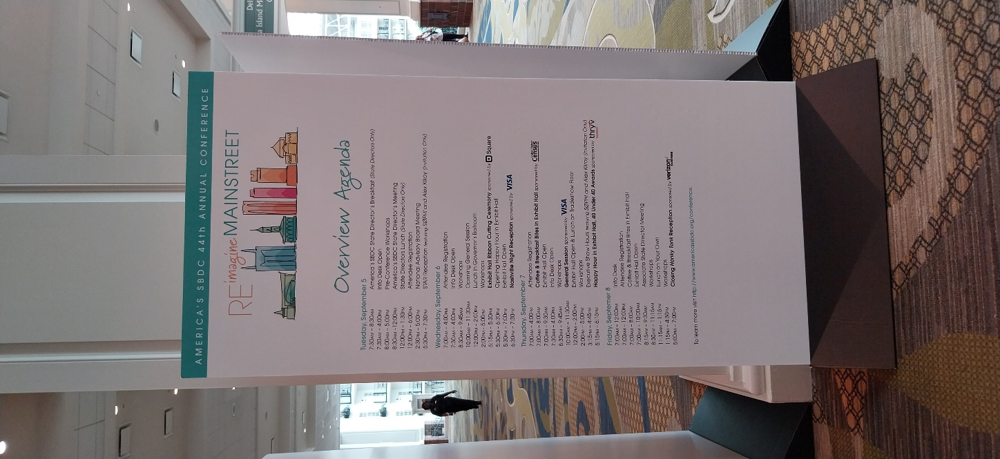 AMERICA'S SBDC 44th ANNUAL CONFERENCE
REimagine MAINSTREET
Overview Agenda
Tuesday, September 5
7:30AM – 8:30AM America's SBDC State Director's Breakfast (State Directors Only)
7:30AM – 4:00PM Info Desk Open
8:00AM – 5:00PM Pre-Conference Workshops
8:30AM – 12:00PM America's SBDC State Director's Meeting
12:00PM – 1:30PM State Directors Lunch (State Directors Only)
12:00PM – 6:00PM Attendee Registration
2:30PM – 5:00PM National Advisory Board Meeting
5:30PM – 7:30PM STAR Reception featuring SØPHI and Alex Kilroy (Invitation Only)
Wednesday, September 6
7:00AM – 4:00PM Attendee Registration
7:30AM – 4:00PM Info Desk Open
8:30AM – 9:45AM Workshops
10:00AM – 11:30AM Opening General Session
12:00PM – 2:00PM Lunch in Governor's Ballroom
2:00PM – 5:00PM Workshops
5:15PM – 5:30PM Exhibit Hall Ribbon Cutting Ceremony sponsored by Square
5:30PM – 6:30PM Opening Happy Hour in Exhibit Hall
5:30PM – 7:00PM Exhibit Hall Open
6:30PM – 7:30PM Nashville Night Reception sponsored by VISA
Thursday, September 7
7:00AM – 4:00PM Attendee Registration
7:00AM – 8:00AM Coffee & Breakfast Bites in Exhibit Hall sponsored by Census
7:00AM – 9:30AM Exhibit Hall Open
7:30AM – 4:00PM Info Desk Open
8:30AM – 9:45AM Workshops
10:00AM – 11:30AM General Session sponsored by VISA
12:00PM – 2:00PM Exhibit Hall Open & Lunch on Tradeshow Floor
2:00PM – 5:00PM Workshops
3:15PM – 4:45PM Executive Show Hours featuring SØPHI and Alex Kilroy (Invitation Only)
5:15PM – 6:15PM Happy Hour in Exhibit Hall, 40 Under 40 Awards sponsored by thryv
Friday, Septemer 8
7:00AM – 12:00PM Info Desk
7:00AM – 12:00PM Attendee Registration
7:00AM – 8:00AM Coffee & Breakfast Bites in Exhibit Hall
7:00AM – 10:00AM Exhibit Hall Open
8:15AM – 9:30AM Associate State Director Meeting
8:30AM – 11:16AM Workshops
11:15AM – 1:15PM Lunch on Your Own
1:15PM – 4:30PM Workshops
5:00PM – 7:00PM Closing Honky Tonk Reception sponsored by verizon business
To learn more visit http://www.americassbdc.org/conference.